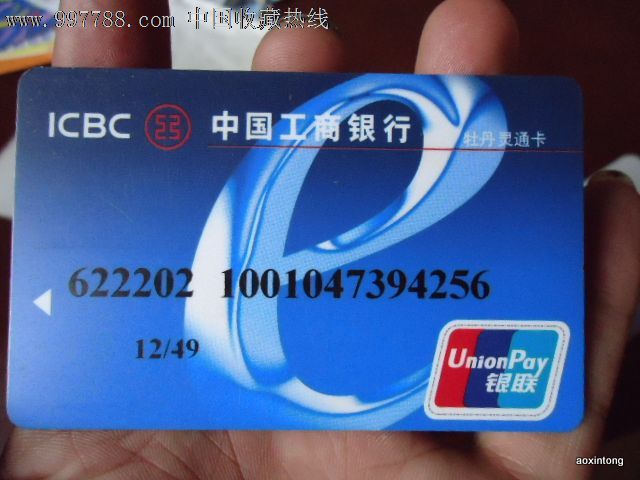 www.997788.com 中国收藏热线
ICBC 中国工商银行
牡丹灵通卡
622202 1001047394256
12/49
UnionPay
银联
aoxintong